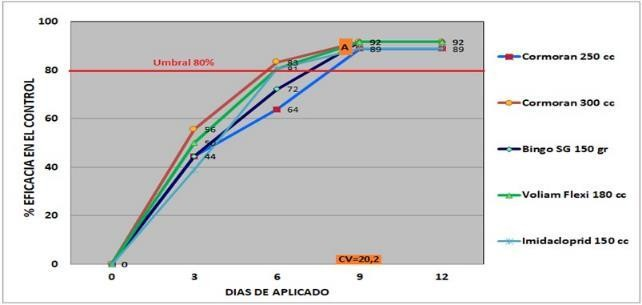 100
80
60
40
20
0
% EFICACIA EN EL CONTROL
Umbral 80%
A
92
92
89
89
83
81
72
64
56
50
44
0
CV=20,2
0
3
6
9
12
DIAS DE APLICADO
Cormoran 250 cc
Cormoran 300 cc
Bingo SG 150 gr
Voliam Flexi 180 cc
Imidacloprid 150 cc